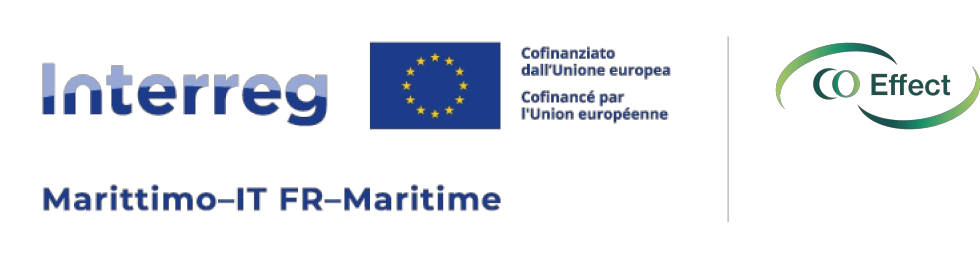 Interreg
Cofinanziato
dall'Unione europea
Cofinancé par
l'Union européenne
Marittimo–IT FR–Maritime
CO Effect